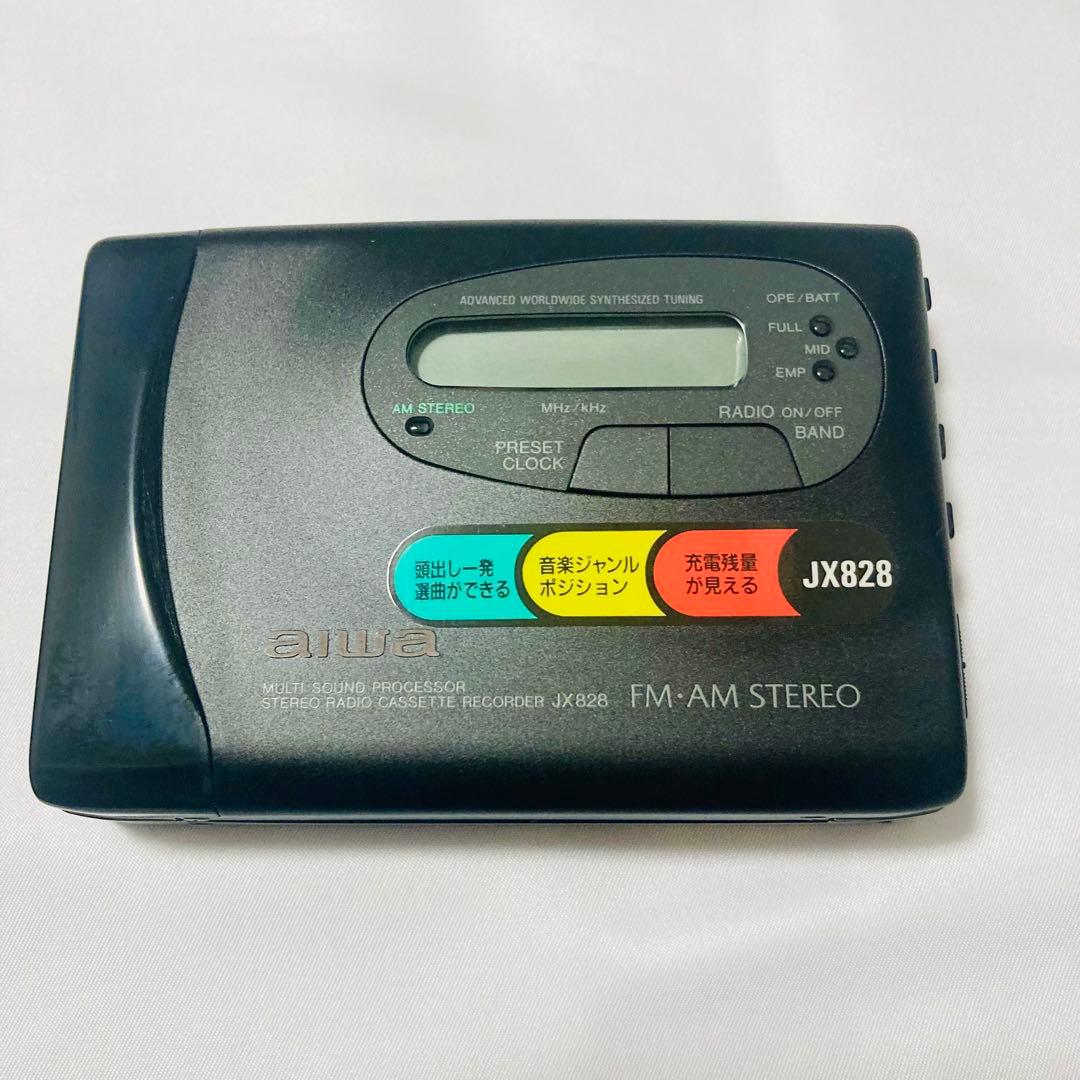 ADVANCED WORLDWIDE SYNTHESIZED TUNING
OPE/BATT
FULL
MID
EMP
AM STEREO
MHz/kHz
RADIO ON/OFF
BAND
PRESET
CLOCK
頭出し一発
選曲ができる
音楽ジャンル
ポジション
充電残量
が見える
JX828
aiwa
MULTI SOUND PROCESSOR
STEREO RADIO CASSETTE RECORDER JX828
FM・AM STEREO